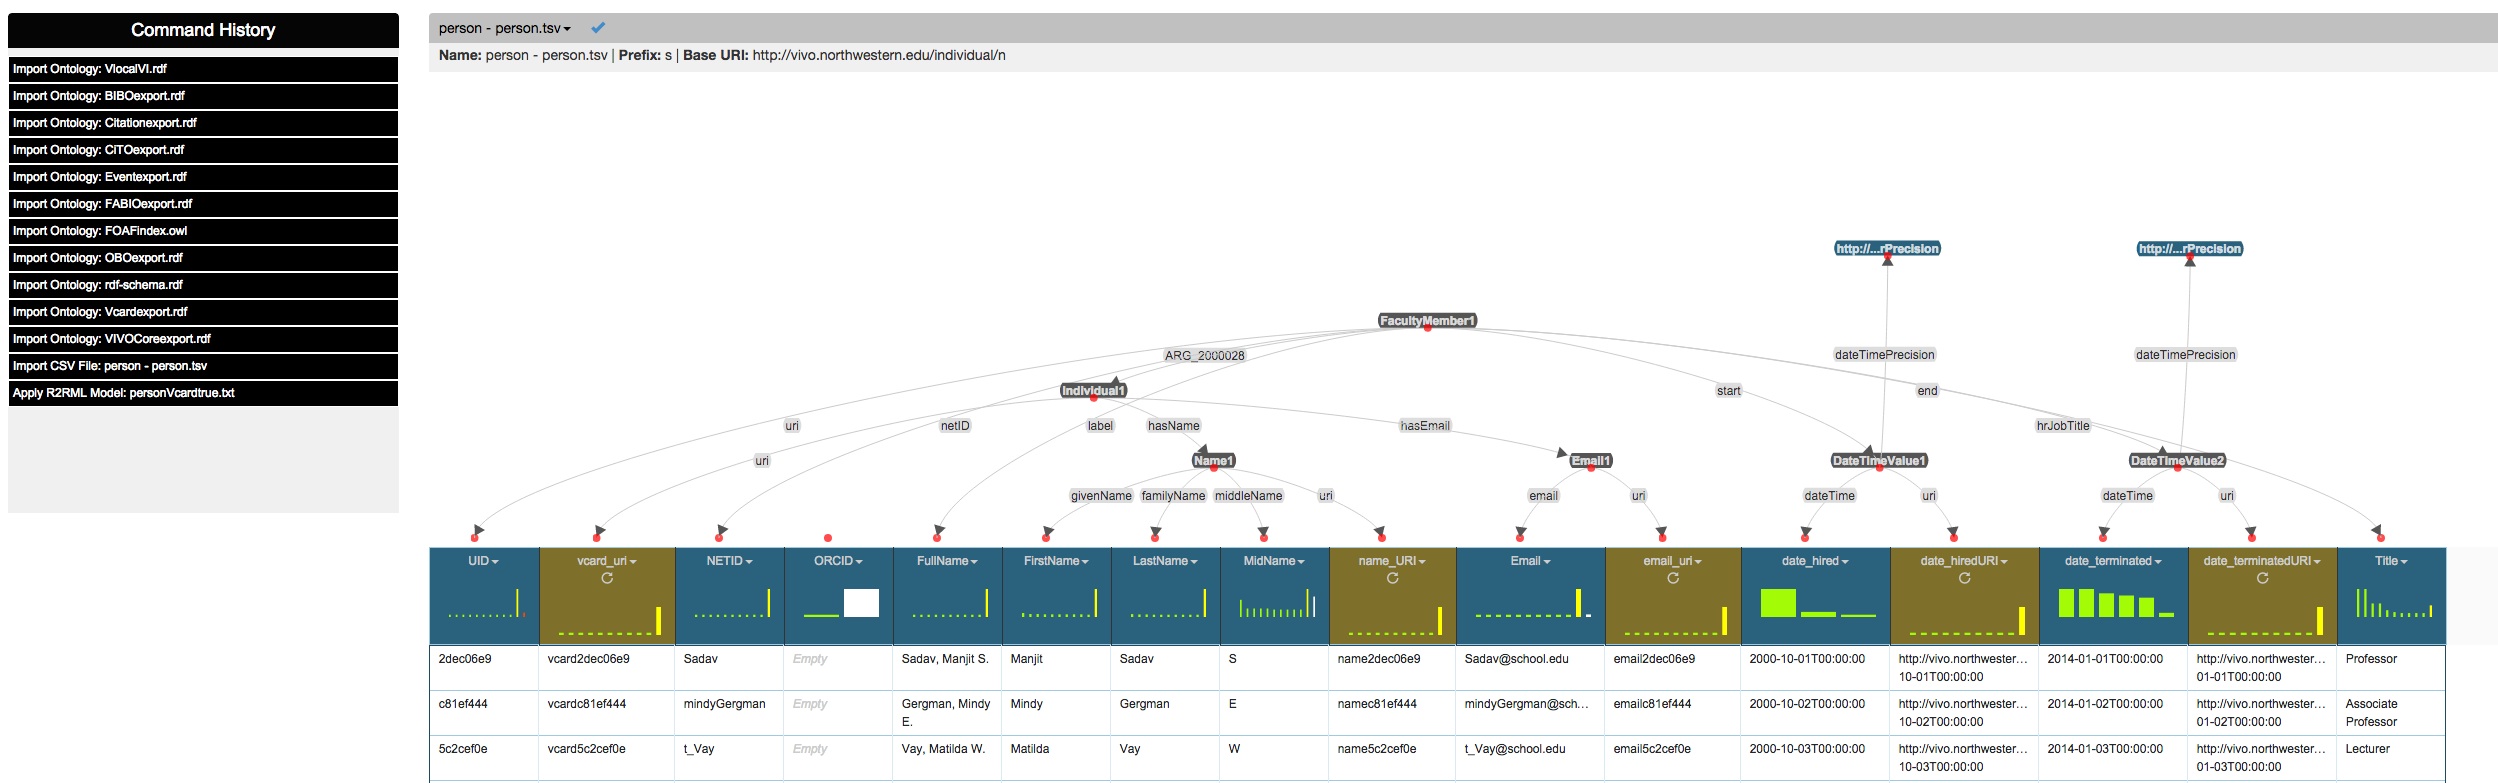 Command History
Import Ontology: VlocalVI.rdf
Import Ontology: BIBOexport.rdf
Import Ontology: Citationexport.rdf
Import Ontology: CiTOexport.rdf
Import Ontology: Eventexport.rdf
Import Ontology: FABIOexport.rdf
Import Ontology: FOAFindex.owl
Import Ontology: OBOexport.rdf
Import Ontology: rdf-schema.rdf
Import Ontology: Vcardexport.rdf
Import Ontology: VIVOCoreexport.rdf
Import CSV File: person - person.tsv
Apply R2RML Model: personVcardtrue.txt
person - person.tsv
Name: person - person.tsv | Prefix: s | Base URI: http://vivo.northwestern.edu/individual/n
http://...rPrecision http://...rPrecision
FacultyMember1
ARG_2000028 dateTimePrecision dateTimePrecision
Individual1 start end
uri netID label hasName hasEmail hrJobTitle
uri Name1 Email1 DateTimeValue1 DateTimeValue2
givenName familyName middleName uri email uri dateTime uri dateTime uri
UID vcard_uri NETID ORCID FullName FirstName LastName MidName name_URI Email email_uri date_hired date_hiredURI date_terminated date_terminatedURI Title
2dec06e9 vcard2dec06e9 Sadav Empty Sadav, Manjit S. Manjit Sadav S name2dec06e9 Sadav@school.edu email2dec06e9 2000-10-01T00:00:00 http://vivo.northwester... 2014-01-01T00:00:00 http://vivo.northwester... Professor
10-01T00:00:00 01-01T00:00:00
c81ef444 vcardc81ef444 mindyGergman Empty Gergman, Mindy Mindy Gergman E namec81ef444 mindyGergman@sch... emailc81ef444 2000-10-02T00:00:00 http://vivo.northwester... 2014-01-02T00:00:00 http://vivo.northwester... Associate
E. 10-02T00:00:00 01-02T00:00:00 Professor
5c2cef0e vcard5c2cef0e t_Vay Empty Vay, Matilda W. Matilda Vay W name5c2cef0e t_Vay@school.edu email5c2cef0e 2000-10-03T00:00:00 http://vivo.northwester... 2014-01-03T00:00:00 http://vivo.northwester... Lecturer
10-03T00:00:00 01-03T00:00:00